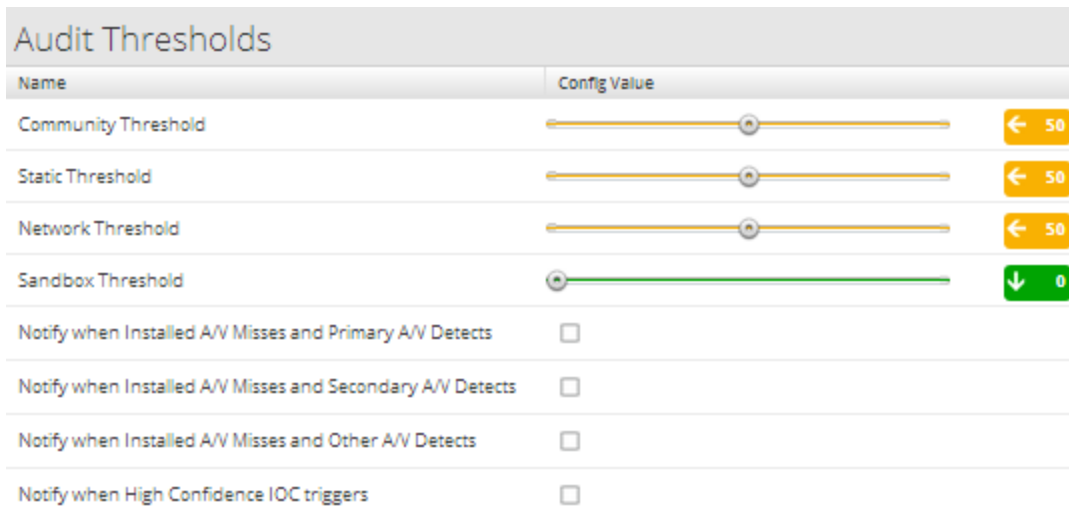 Audit Thresholds
Name Config Value
Community Threshold 50
Static Threshold 50
Network Threshold 50
Sandbox Threshold 0
Notify when Installed A/V Misses and Primary A/V Detects
Notify when Installed A/V Misses and Secondary A/V Detects
Notify when Installed A/V Misses and Other A/V Detects
Notify when High Confidence IOC triggers